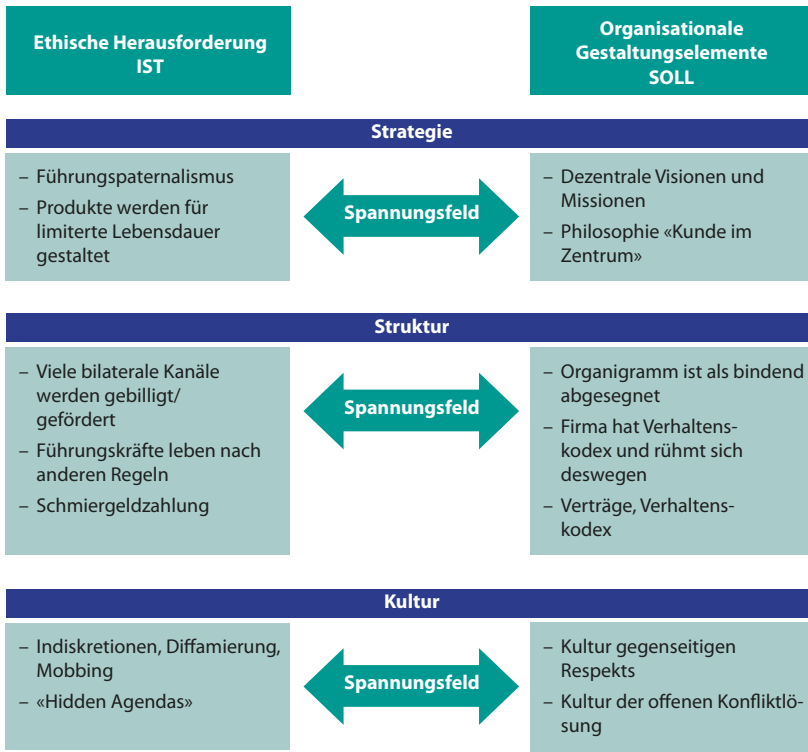 Ethische Herausforderung
IST
Organisationale
Gestaltungselemente
SOLL
Strategie
– Führungspaternalismus
– Produkte werden für
limiterte Lebensdauer
gestaltet
Spannungsfeld
– Dezentrale Visionen und
Missionen
– Philosophie «Kunde im
Zentrum»
Struktur
– Viele bilaterale Kanäle
werden gebilligt/
gefördert
– Führungskräfte leben nach
anderen Regeln
– Schmiergeldzahlung
Spannungsfeld
– Organigramm ist als bindend
abgesegnet
– Firma hat Verhaltens-
kodex und rühmt sich
deswegen
– Verträge, Verhaltens-
kodex
Kultur
– Indiskretionen, Diffamierung,
Mobbing
– «Hidden Agendas»
Spannungsfeld
– Kultur gegenseitigen
Respekts
– Kultur der offenen Konfliktlö-
sung